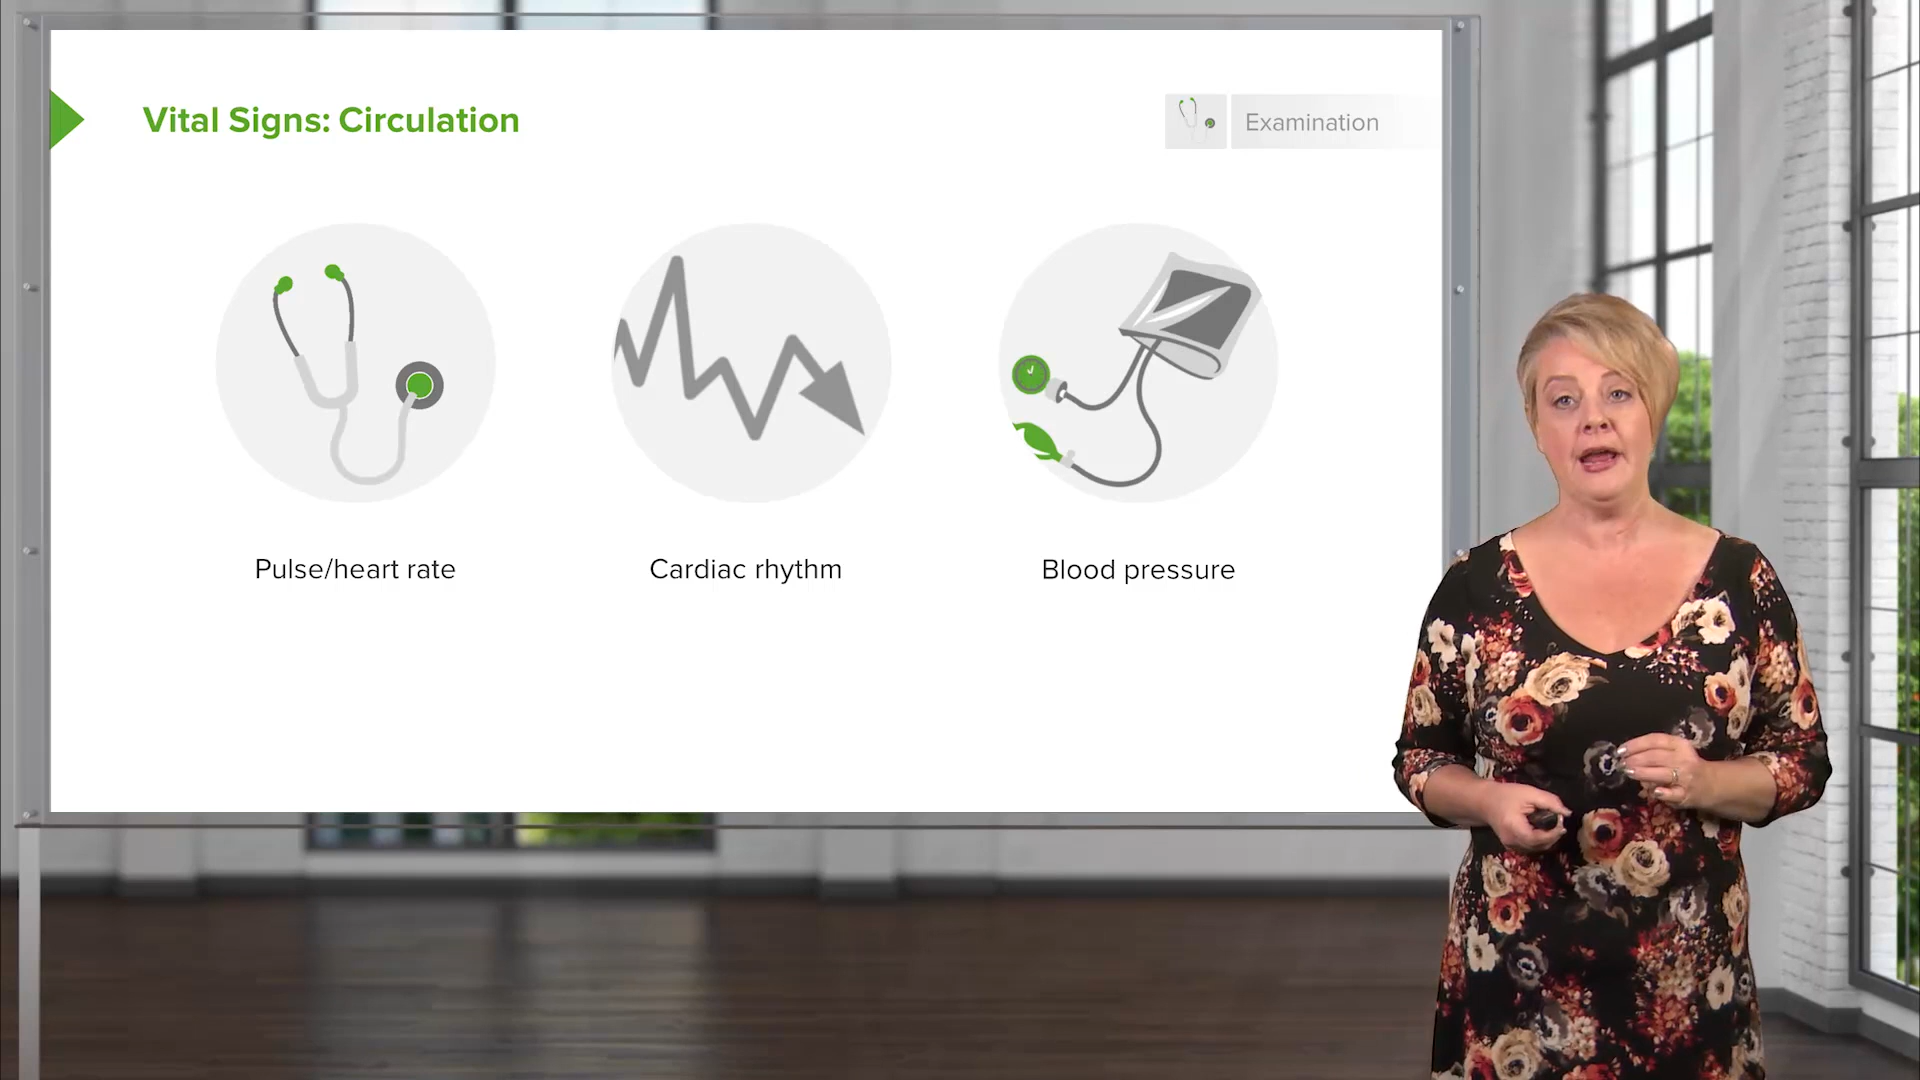 Vital Signs: Circulation
Examination
Pulse/heart rate
Cardiac rhythm
Blood pressure